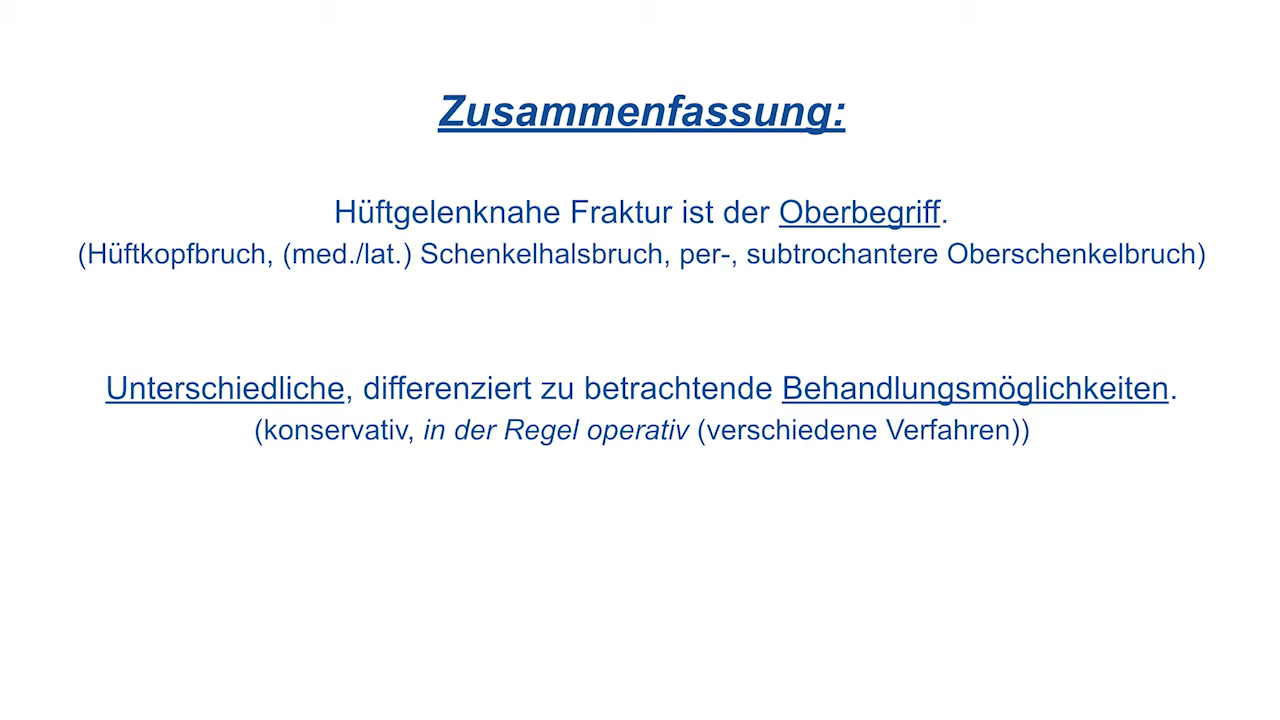 Zusammenfassung:
Hüftgelenknahe Fraktur ist der Oberbegriff.
(Hüftkopfbruch, (med./lat.) Schenkelhalsbruch, per-, subtrochantere Oberschenkelbruch)
Unterschiedliche, differenziert zu betrachtende Behandlungsmöglichkeiten.
(konservativ, in der Regel operativ (verschiedene Verfahren))